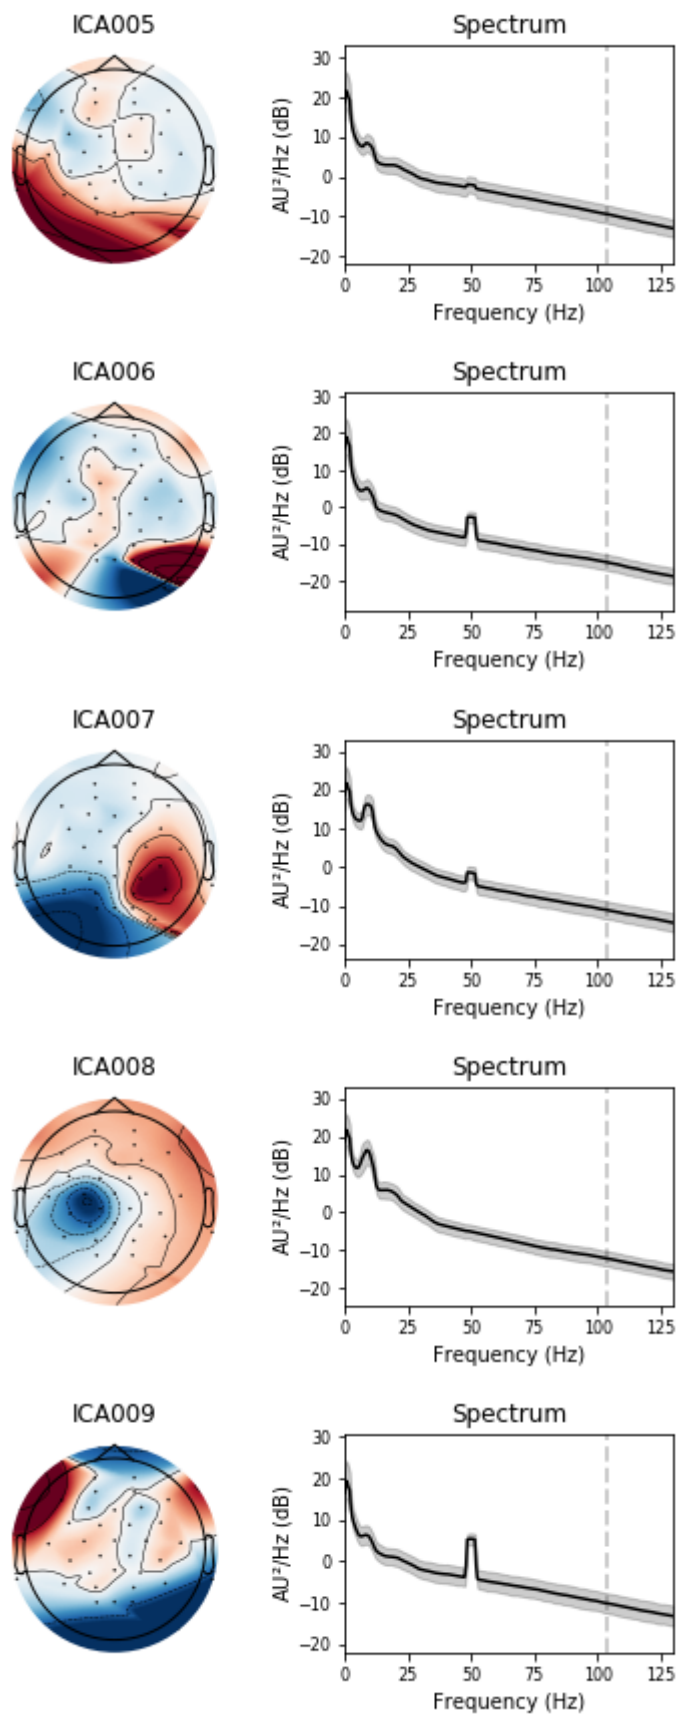 ICA005 Spectrum
30
20
10
0
−10
−20
AU²/Hz (dB)
0 25 50 75 100 125
Frequency (Hz)
ICA006 Spectrum
30
20
10
0
−10
−20
AU²/Hz (dB)
0 25 50 75 100 125
Frequency (Hz)
ICA007 Spectrum
30
20
10
0
−10
−20
AU²/Hz (dB)
0 25 50 75 100 125
Frequency (Hz)
ICA008 Spectrum
30
20
10
0
−10
−20
AU²/Hz (dB)
0 25 50 75 100 125
Frequency (Hz)
ICA009 Spectrum
30
20
10
0
−10
−20
AU²/Hz (dB)
0 25 50 75 100 125
Frequency (Hz)